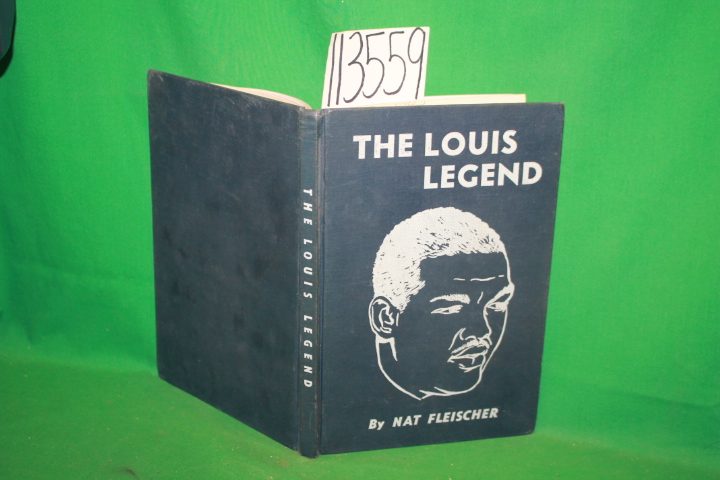 113559
THE LOUIS
LEGEND
By NAT FLEISCHER
THE LOUIS LEGEND